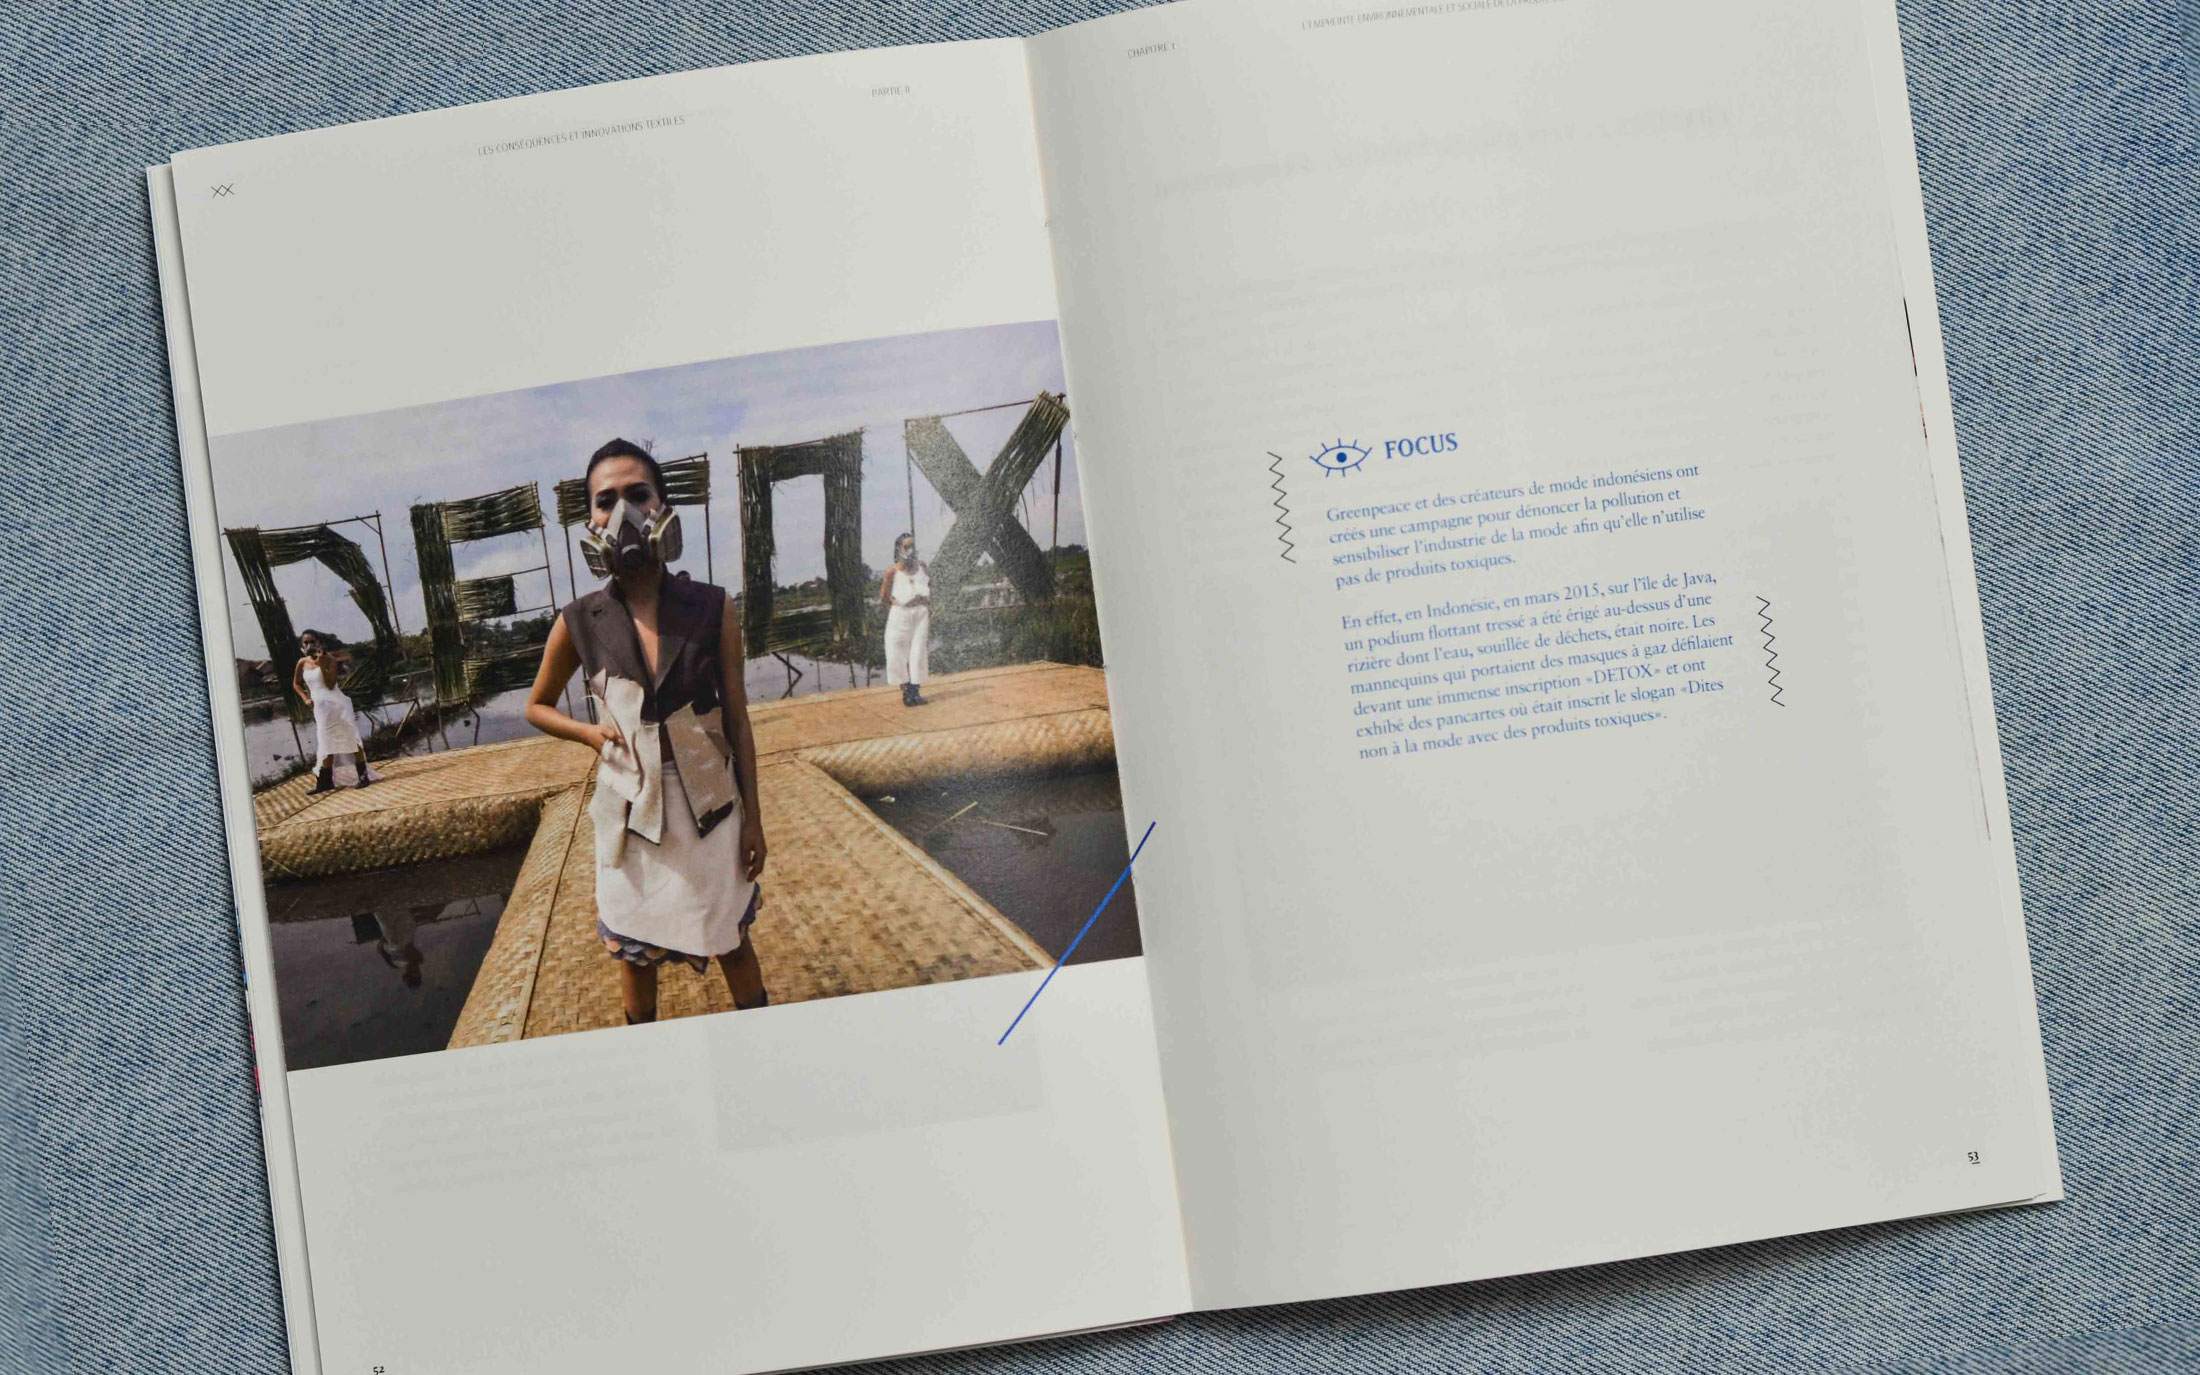 LES CONSÉQUENCES ET INNOVATIONS TEXTILES
PARTIE II
DETOX
52
CHAPITRE 1
L'EMPREINTE ENVIRONNEMENTALE ET SOCIALE DE LA
FOCUS
Greenpeace et des créateurs de mode indonésiens ont
créés une campagne pour dénoncer la pollution et
sensibiliser l'industrie de la mode afin qu'elle n'utilise
pas de produits toxiques.
En effet, en Indonésie, en mars 2015, sur l'île de Java,
un podium flottant tressé a été érigé au-dessus d'une
rizière dont l'eau, souillée de déchets, était noire. Les
mannequins qui portaient des masques à gaz défilaient
devant une immense inscription «DETOX» et ont
exhibé des pancartes où était inscrit le slogan «Dites
non à la mode avec des produits toxiques».
53